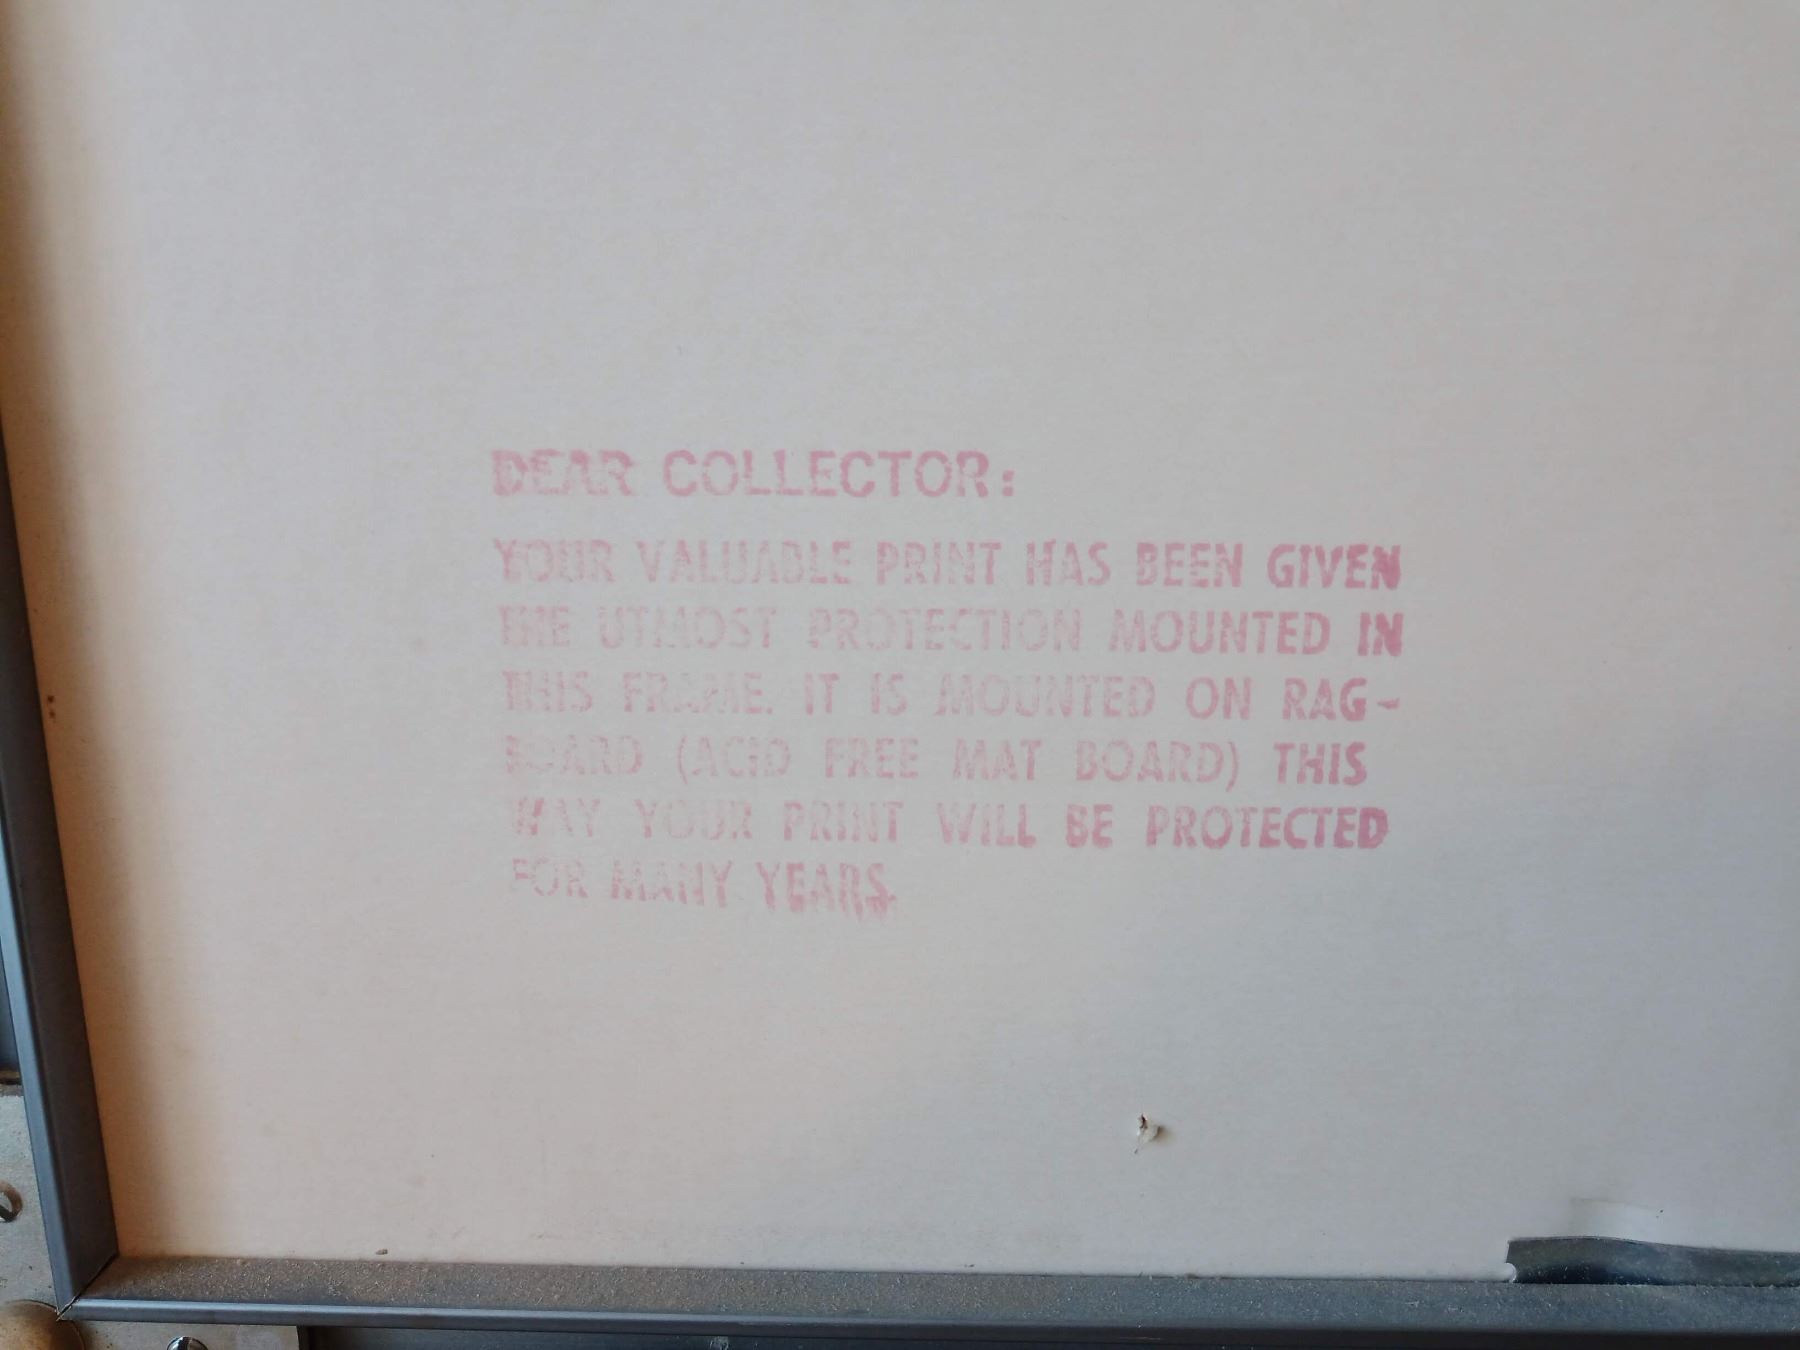 DEAR COLLECTOR:
YOUR VALUABLE PRINT HAS BEEN GIVEN
THE UTMOST PROTECTION MOUNTED IN
THIS FRAME. IT IS MOUNTED ON RAG-
BOARD (ACID FREE MAT BOARD) THIS
WAY YOUR PRINT WILL BE PROTECTED
FOR MANY YEARS.